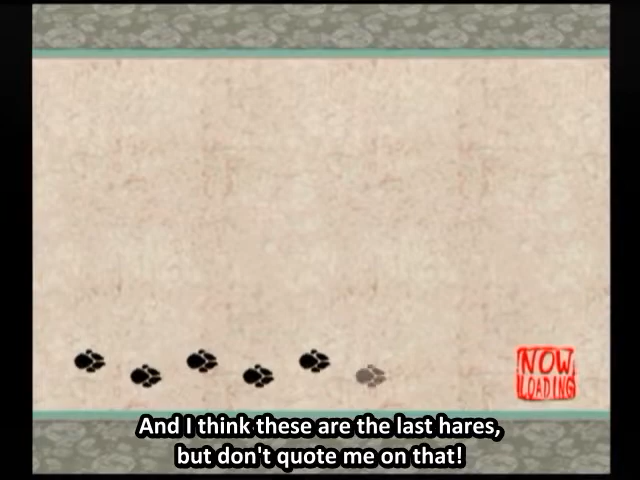 NOW
LOADING
And I think these are the last hares,
but don't quote me on that!